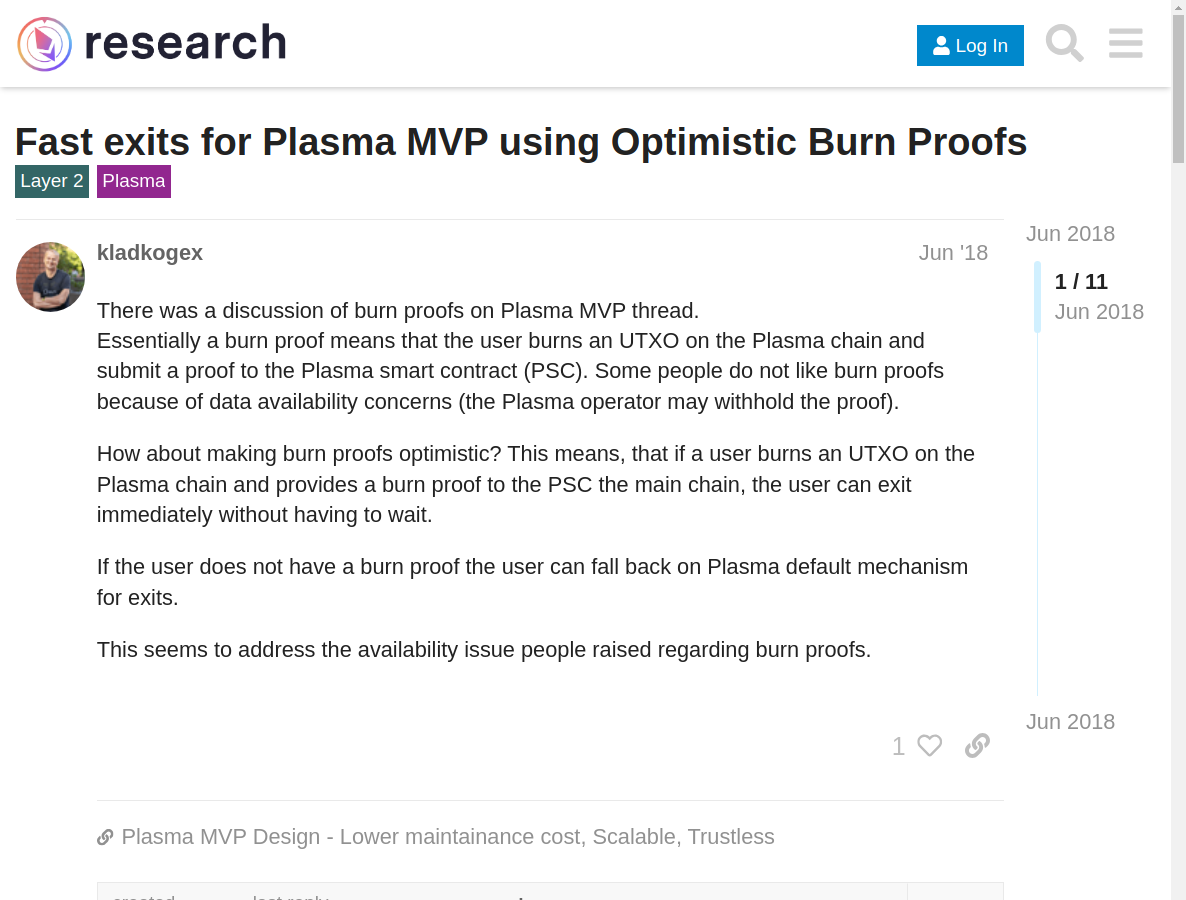 research
Log In
Fast exits for Plasma MVP using Optimistic Burn Proofs
Layer 2 Plasma
Jun 2018
kladkogex Jun '18
1 / 11
Jun 2018
There was a discussion of burn proofs on Plasma MVP thread.
Essentially a burn proof means that the user burns an UTXO on the Plasma chain and
submit a proof to the Plasma smart contract (PSC). Some people do not like burn proofs
because of data availability concerns (the Plasma operator may withhold the proof).
How about making burn proofs optimistic? This means, that if a user burns an UTXO on the
Plasma chain and provides a burn proof to the PSC the main chain, the user can exit
immediately without having to wait.
If the user does not have a burn proof the user can fall back on Plasma default mechanism
for exits.
This seems to address the availability issue people raised regarding burn proofs.
Jun 2018
1
Plasma MVP Design - Lower maintainance cost, Scalable, Trustless
created last reply